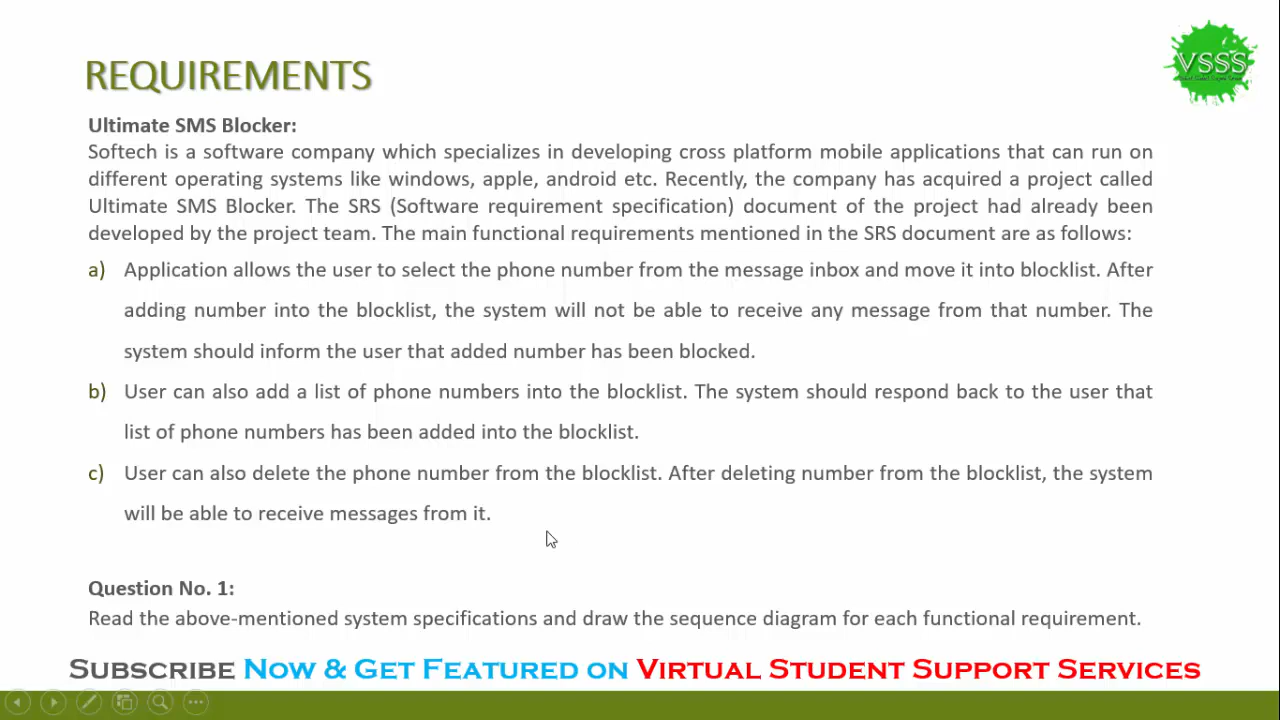 REQUIREMENTS
VSSS
Ultimate SMS Blocker:
Softech is a software company which specializes in developing cross platform mobile applications that can run on
different operating systems like windows, apple, android etc. Recently, the company has acquired a project called
Ultimate SMS Blocker. The SRS (Software requirement specification) document of the project had already been
developed by the project team. The main functional requirements mentioned in the SRS document are as follows:
a) Application allows the user to select the phone number from the message inbox and move it into blocklist. After
adding number into the blocklist, the system will not be able to receive any message from that number. The
system should inform the user that added number has been blocked.
b) User can also add a list of phone numbers into the blocklist. The system should respond back to the user that
list of phone numbers has been added into the blocklist.
c) User can also delete the phone number from the blocklist. After deleting number from the blocklist, the system
will be able to receive messages from it.
Question No. 1:
Read the above-mentioned system specifications and draw the sequence diagram for each functional requirement.
SUBSCRIBE NOW & GET FEATURED ON VIRTUAL STUDENT SUPPORT SERVICES